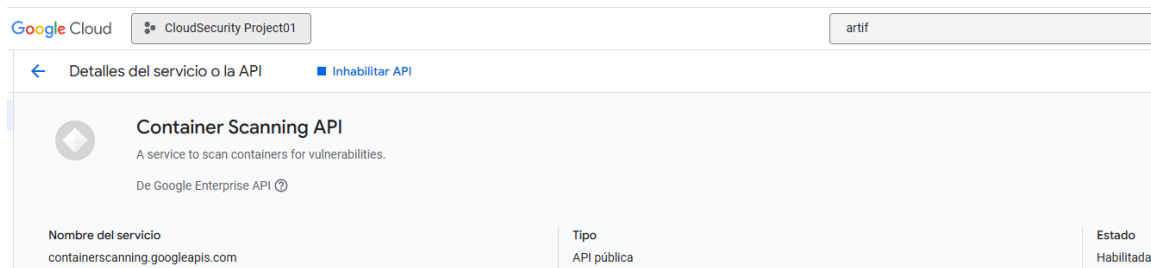 Google Cloud CloudSecurity Project01 artif
Detalles del servicio o la API Inhabilitar API
Container Scanning API
A service to scan containers for vulnerabilities.
De Google Enterprise API
Nombre del servicio Tipo Estado
containerscanning.googleapis.com API pública Habilitada